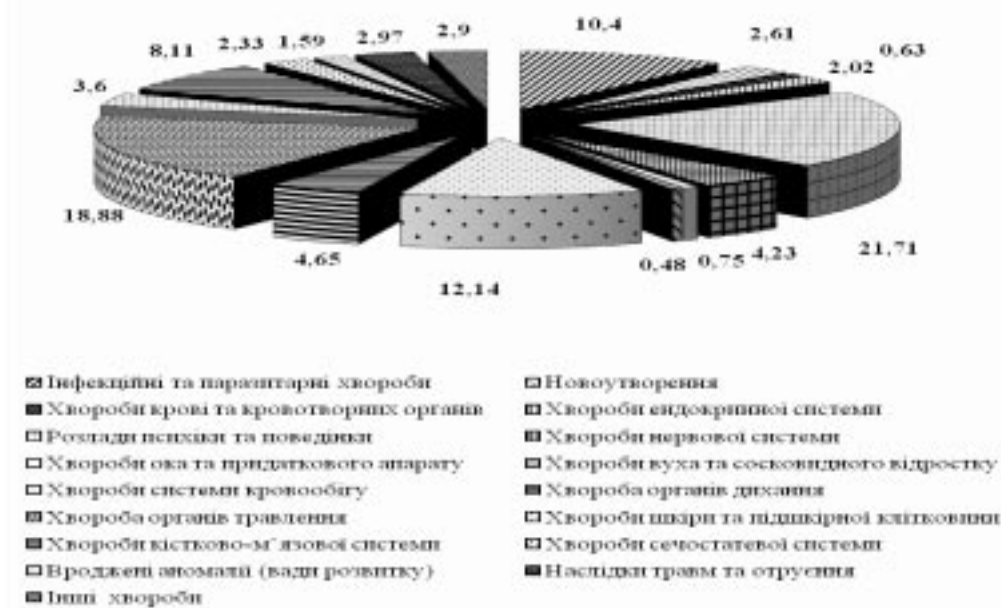 2,9
10,4
2,97
2,61
1,59
0,63
2,33
2,02
8,11
3,6
18,88
4,65
12,14
0,48
0,75
4,23
21,71
Інфекційні та паразитарні хвороби
Новоутворення
Хвороби крові та кровотворних органів
Хвороби ендокринної системи
Розлади психіки та поведінки
Хвороби нервової системи
Хвороби ока та придаткового апарату
Хвороби вуха та сосковидного відростку
Хвороби системи кровообігу
Хвороба органів дихання
Хвороба органів травлення
Хвороби шкіри та підшкірної клітковини
Хвороби кістково-м`язової системи
Хвороби сечостатевої системи
Вроджені аномалії (вади розвитку)
Наслідки травм та отруєння
Інші хвороби